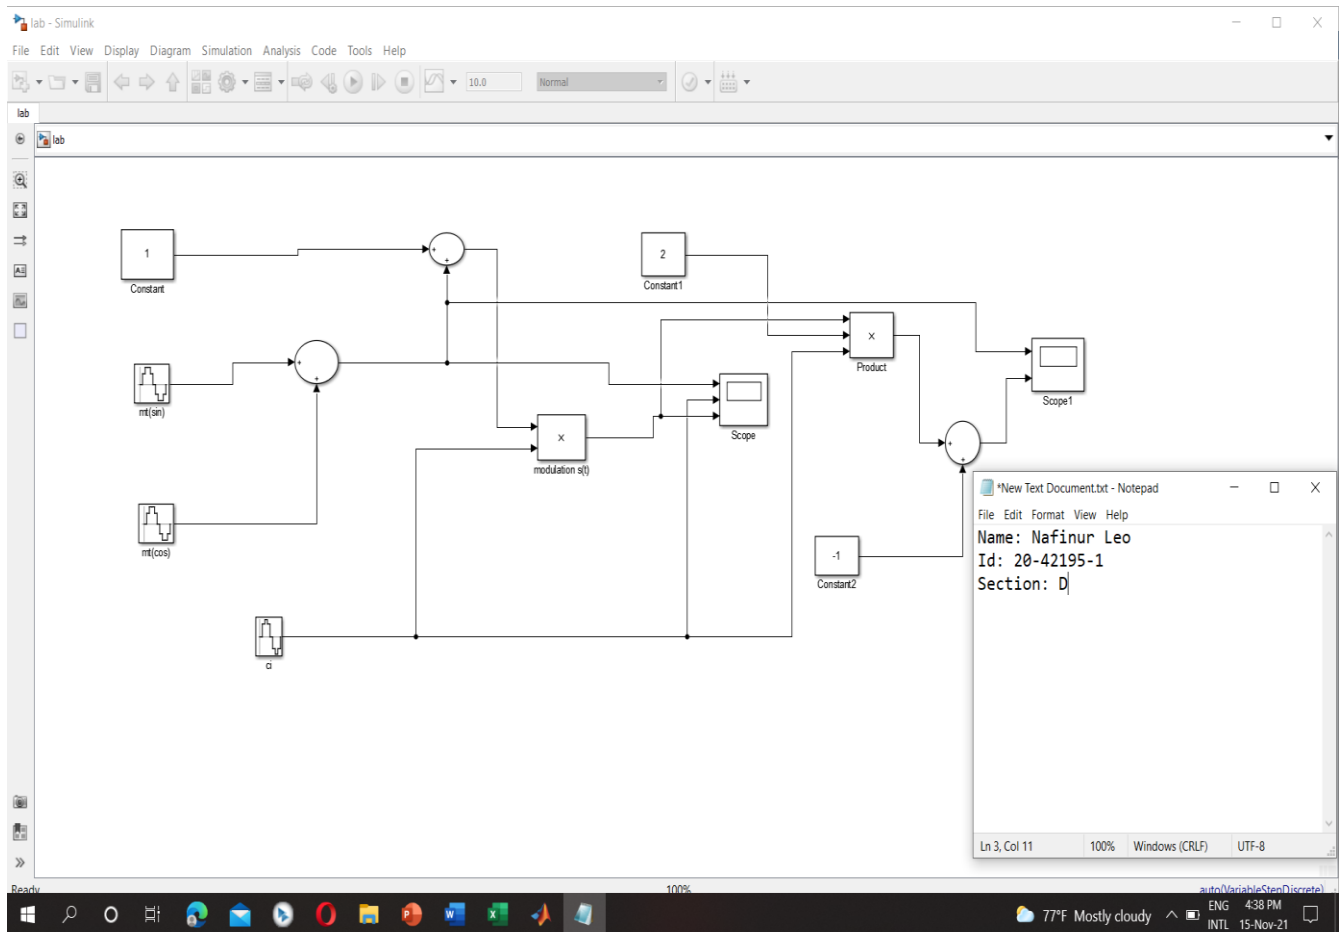 lab - Simulink
File Edit View Display Diagram Simulation Analysis Code Tools Help
10.0 Normal
lab
lab
1
Constant
2
Constant1
mt(sin)
x
Product
Scope1
Scope
x
modulation s(t)
mt(cos)
-1
Constant2
ci
*New Text Document.txt - Notepad
File Edit Format View Help
Name: Nafinur Leo
Id: 20-42195-1
Section: D
Ln 3, Col 11 100% Windows (CRLF) UTF-8
Ready 100% auto(VariableStepDiscrete)
77°F Mostly cloudy
ENG
INTL
4:38 PM
15-Nov-21